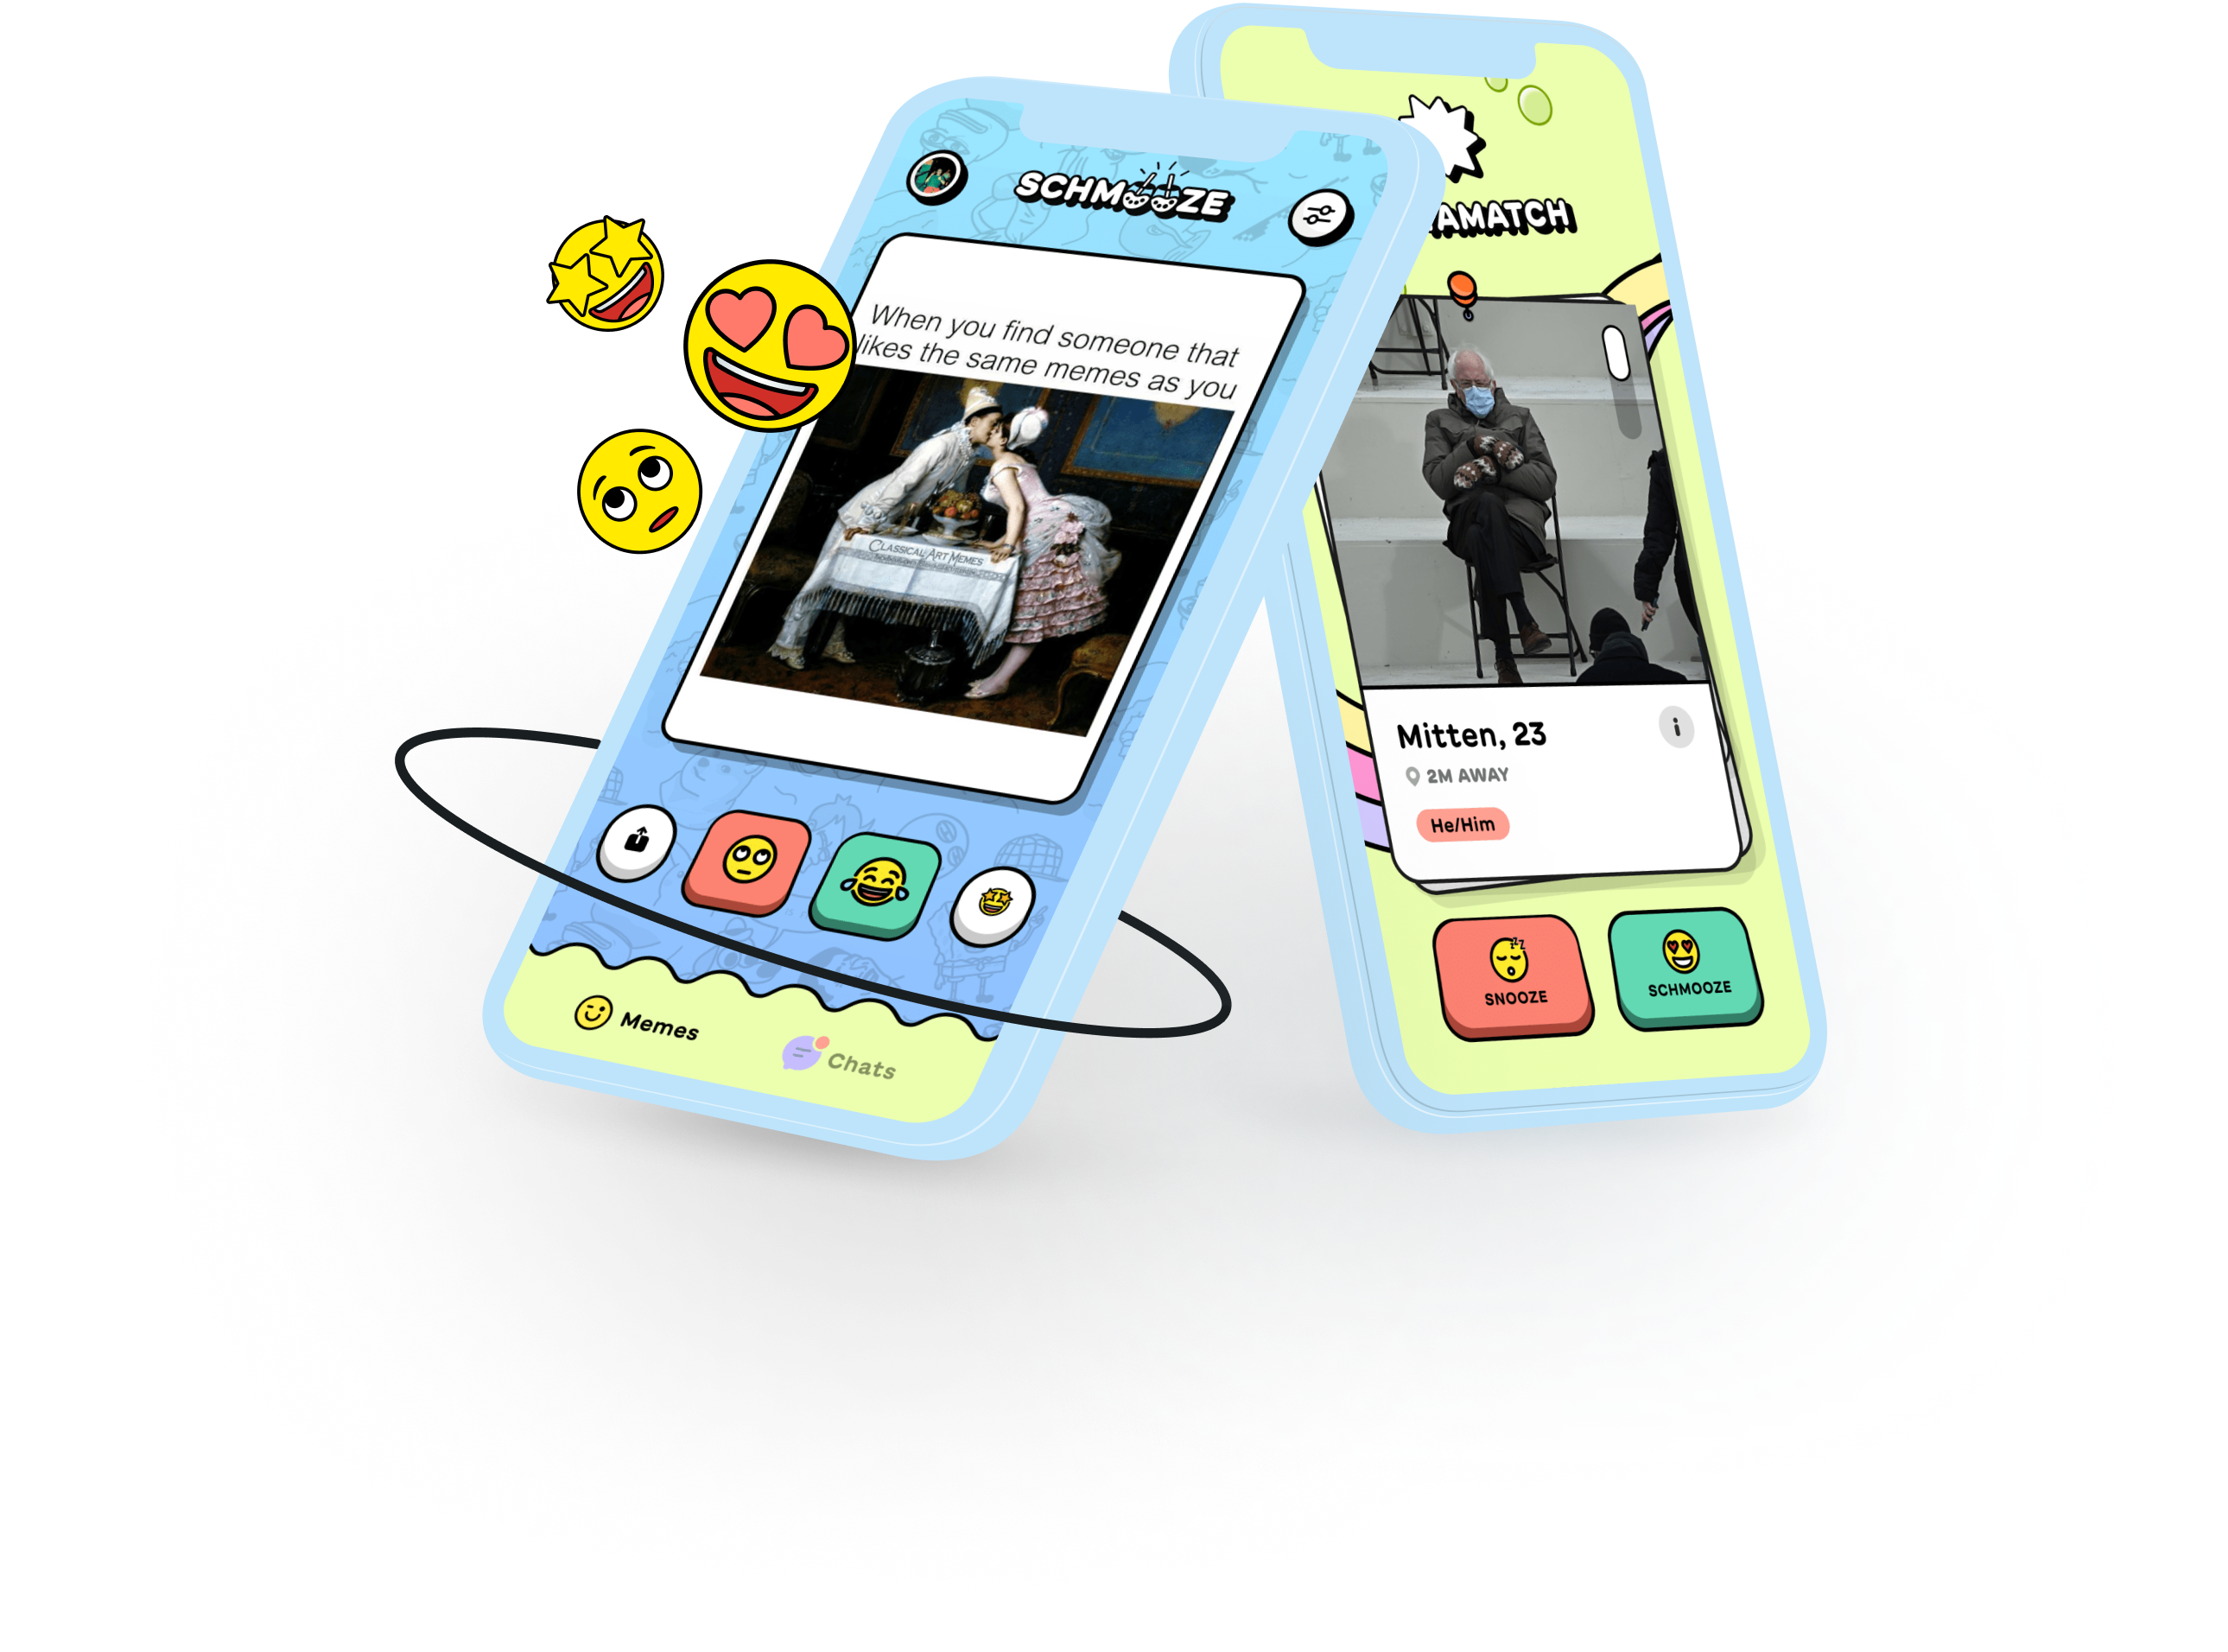 SCHMOOZE
When you find someone that
likes the same memes as you
CLASSICAL ART MEMES
Memes
Chats
AMATCH
Mitten, 23
2M AWAY
He/Him
SNOOZE
SCHMOOZE